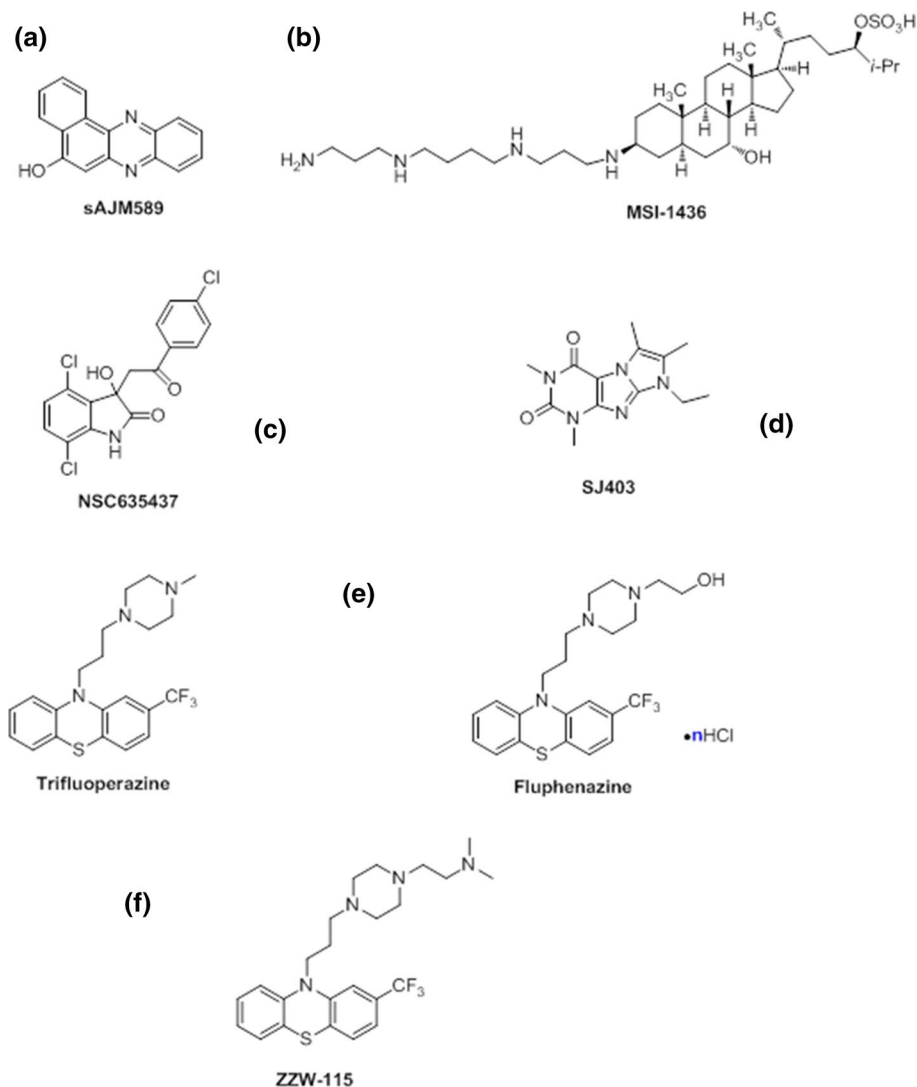 (a)
N
N
HO
sAJM589
(b)
H₃C
OSO₃H
H₃C
H
i-Pr
H₃C
H
H
H
H₂N
N
H
H
N
N
H
H
OH
MSI-1436
Cl
Cl
HO
O
O
N
H
Cl
(c)
NSC635437
O
N
N
N
O
N
N
(d)
SJ403
N
N
N
CF₃
S
Trifluoperazine
(e)
OH
N
N
N
CF₃
S
•nHCl
Fluphenazine
(f)
N
N
N
N
CF₃
S
ZZW-115